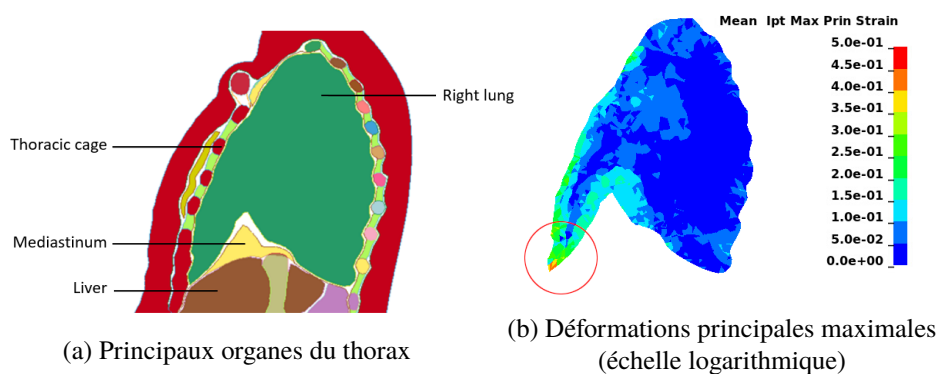 Right lung
Thoracic cage
Mediastinum
Liver
(a) Principaux organes du thorax
Mean Ipt Max Prin Strain
5.0e-01
4.5e-01
4.0e-01
3.5e-01
3.0e-01
2.5e-01
2.0e-01
1.5e-01
1.0e-01
5.0e-02
0.0e+00
(b) Déformations principales maximales
(échelle logarithmique)